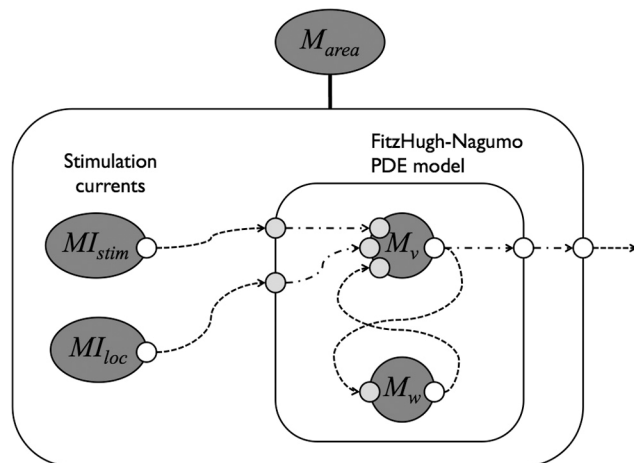 M_area
FitzHugh-Nagumo
PDE model
Stimulation
currents
MI_stim
M_v
MI_loc
M_w